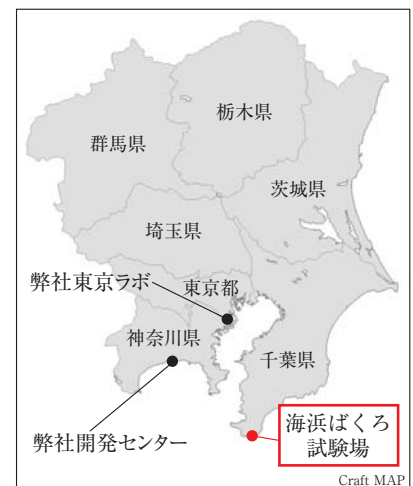 栃木県
群馬県
茨城県
埼玉県
弊社東京ラボ
東京都
神奈川県
千葉県
海浜ばくろ
試験場
弊社開発センター
Craft MAP